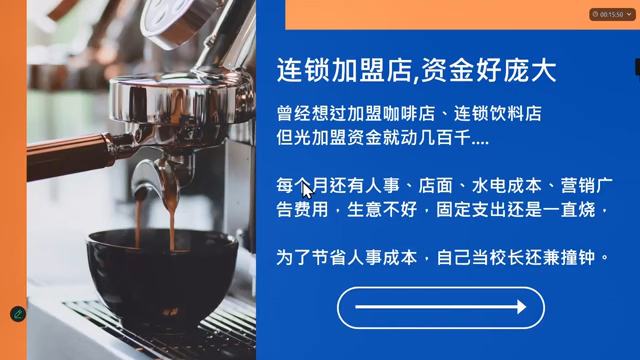 00:15:50
连锁加盟店,资金好庞大
曾经想过加盟咖啡店、连锁饮料店
但光加盟资金就动几百千....
每个月还有人事、店面、水电成本、营销广
告费用，生意不好，固定支出还是一直烧，
为了节省人事成本，自己当校长还兼撞钟。